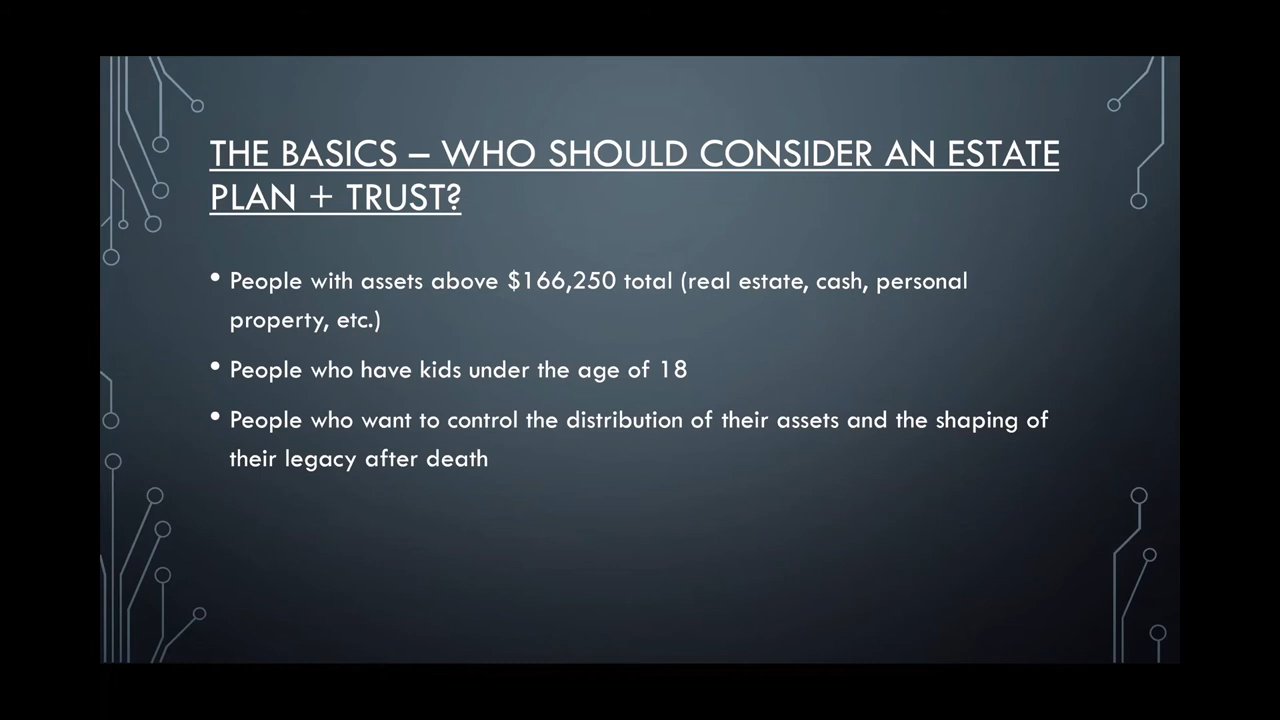 THE BASICS – WHO SHOULD CONSIDER AN ESTATE
PLAN + TRUST?
• People with assets above $166,250 total (real estate, cash, personal
property, etc.)
• People who have kids under the age of 18
• People who want to control the distribution of their assets and the shaping of
their legacy after death